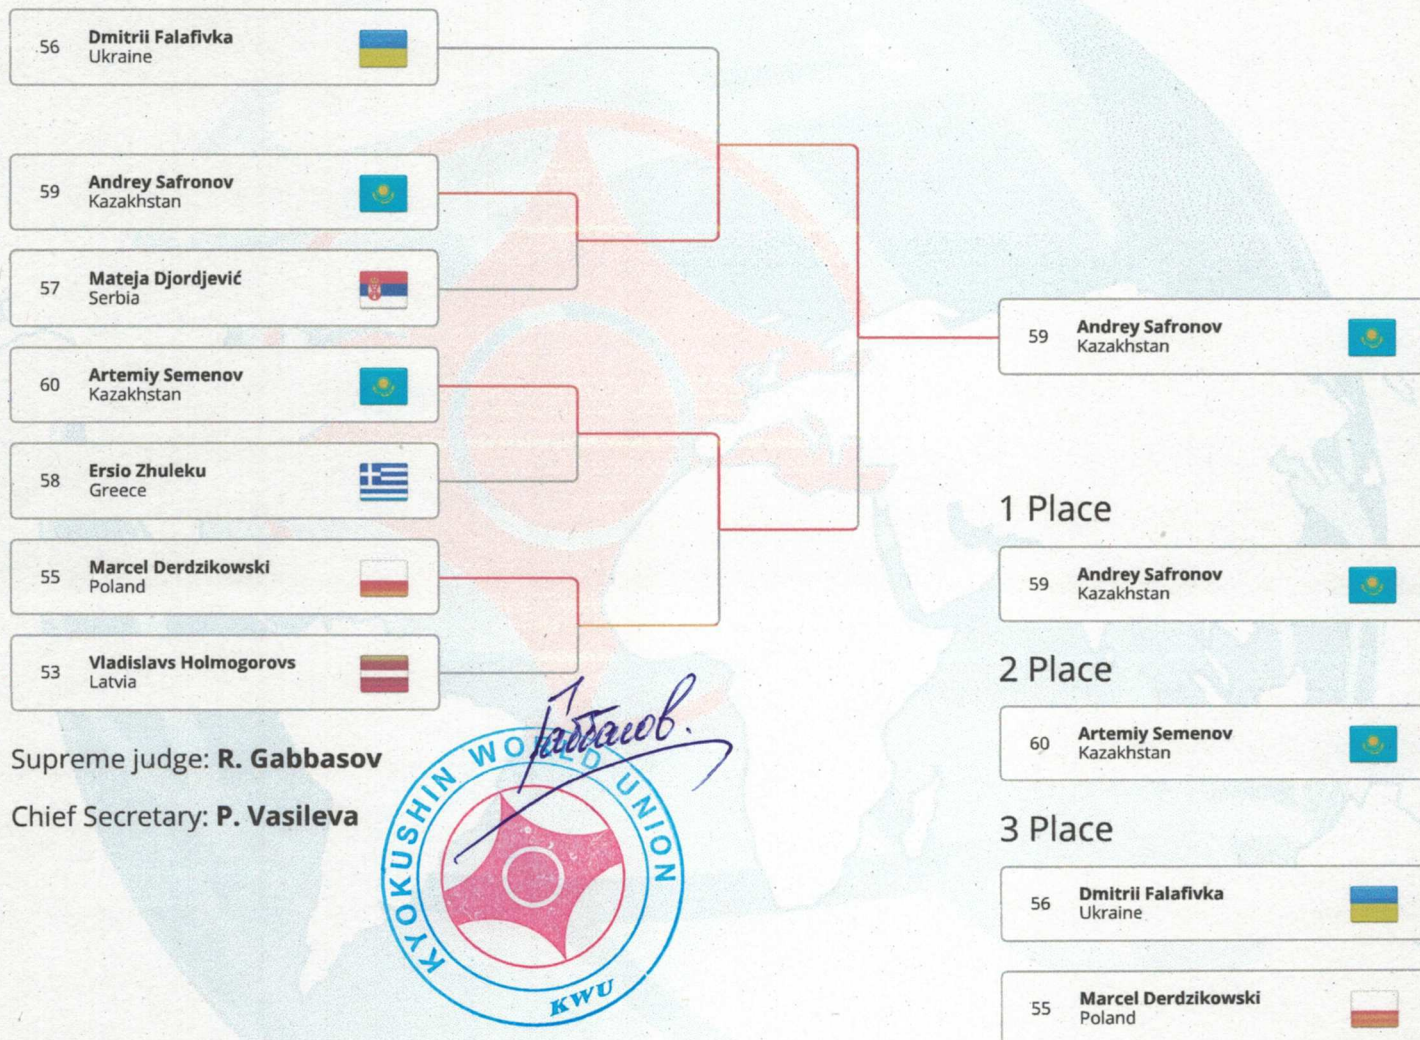 56
Dmitrii Falafivka
Ukraine
59
Andrey Safronov
Kazakhstan
57
Mateja Djordjević
Serbia
60
Artemiy Semenov
Kazakhstan
58
Ersio Zhuleku
Greece
55
Marcel Derdzikowski
Poland
53
Vladislavs Holmogorovs
Latvia
Supreme judge: R. Gabbasov
Chief Secretary: P. Vasileva
KYOKUSHIN WORLD UNION
KWU
59
Andrey Safronov
Kazakhstan
1 Place
59
Andrey Safronov
Kazakhstan
2 Place
60
Artemiy Semenov
Kazakhstan
3 Place
56
Dmitrii Falafivka
Ukraine
55
Marcel Derdzikowski
Poland